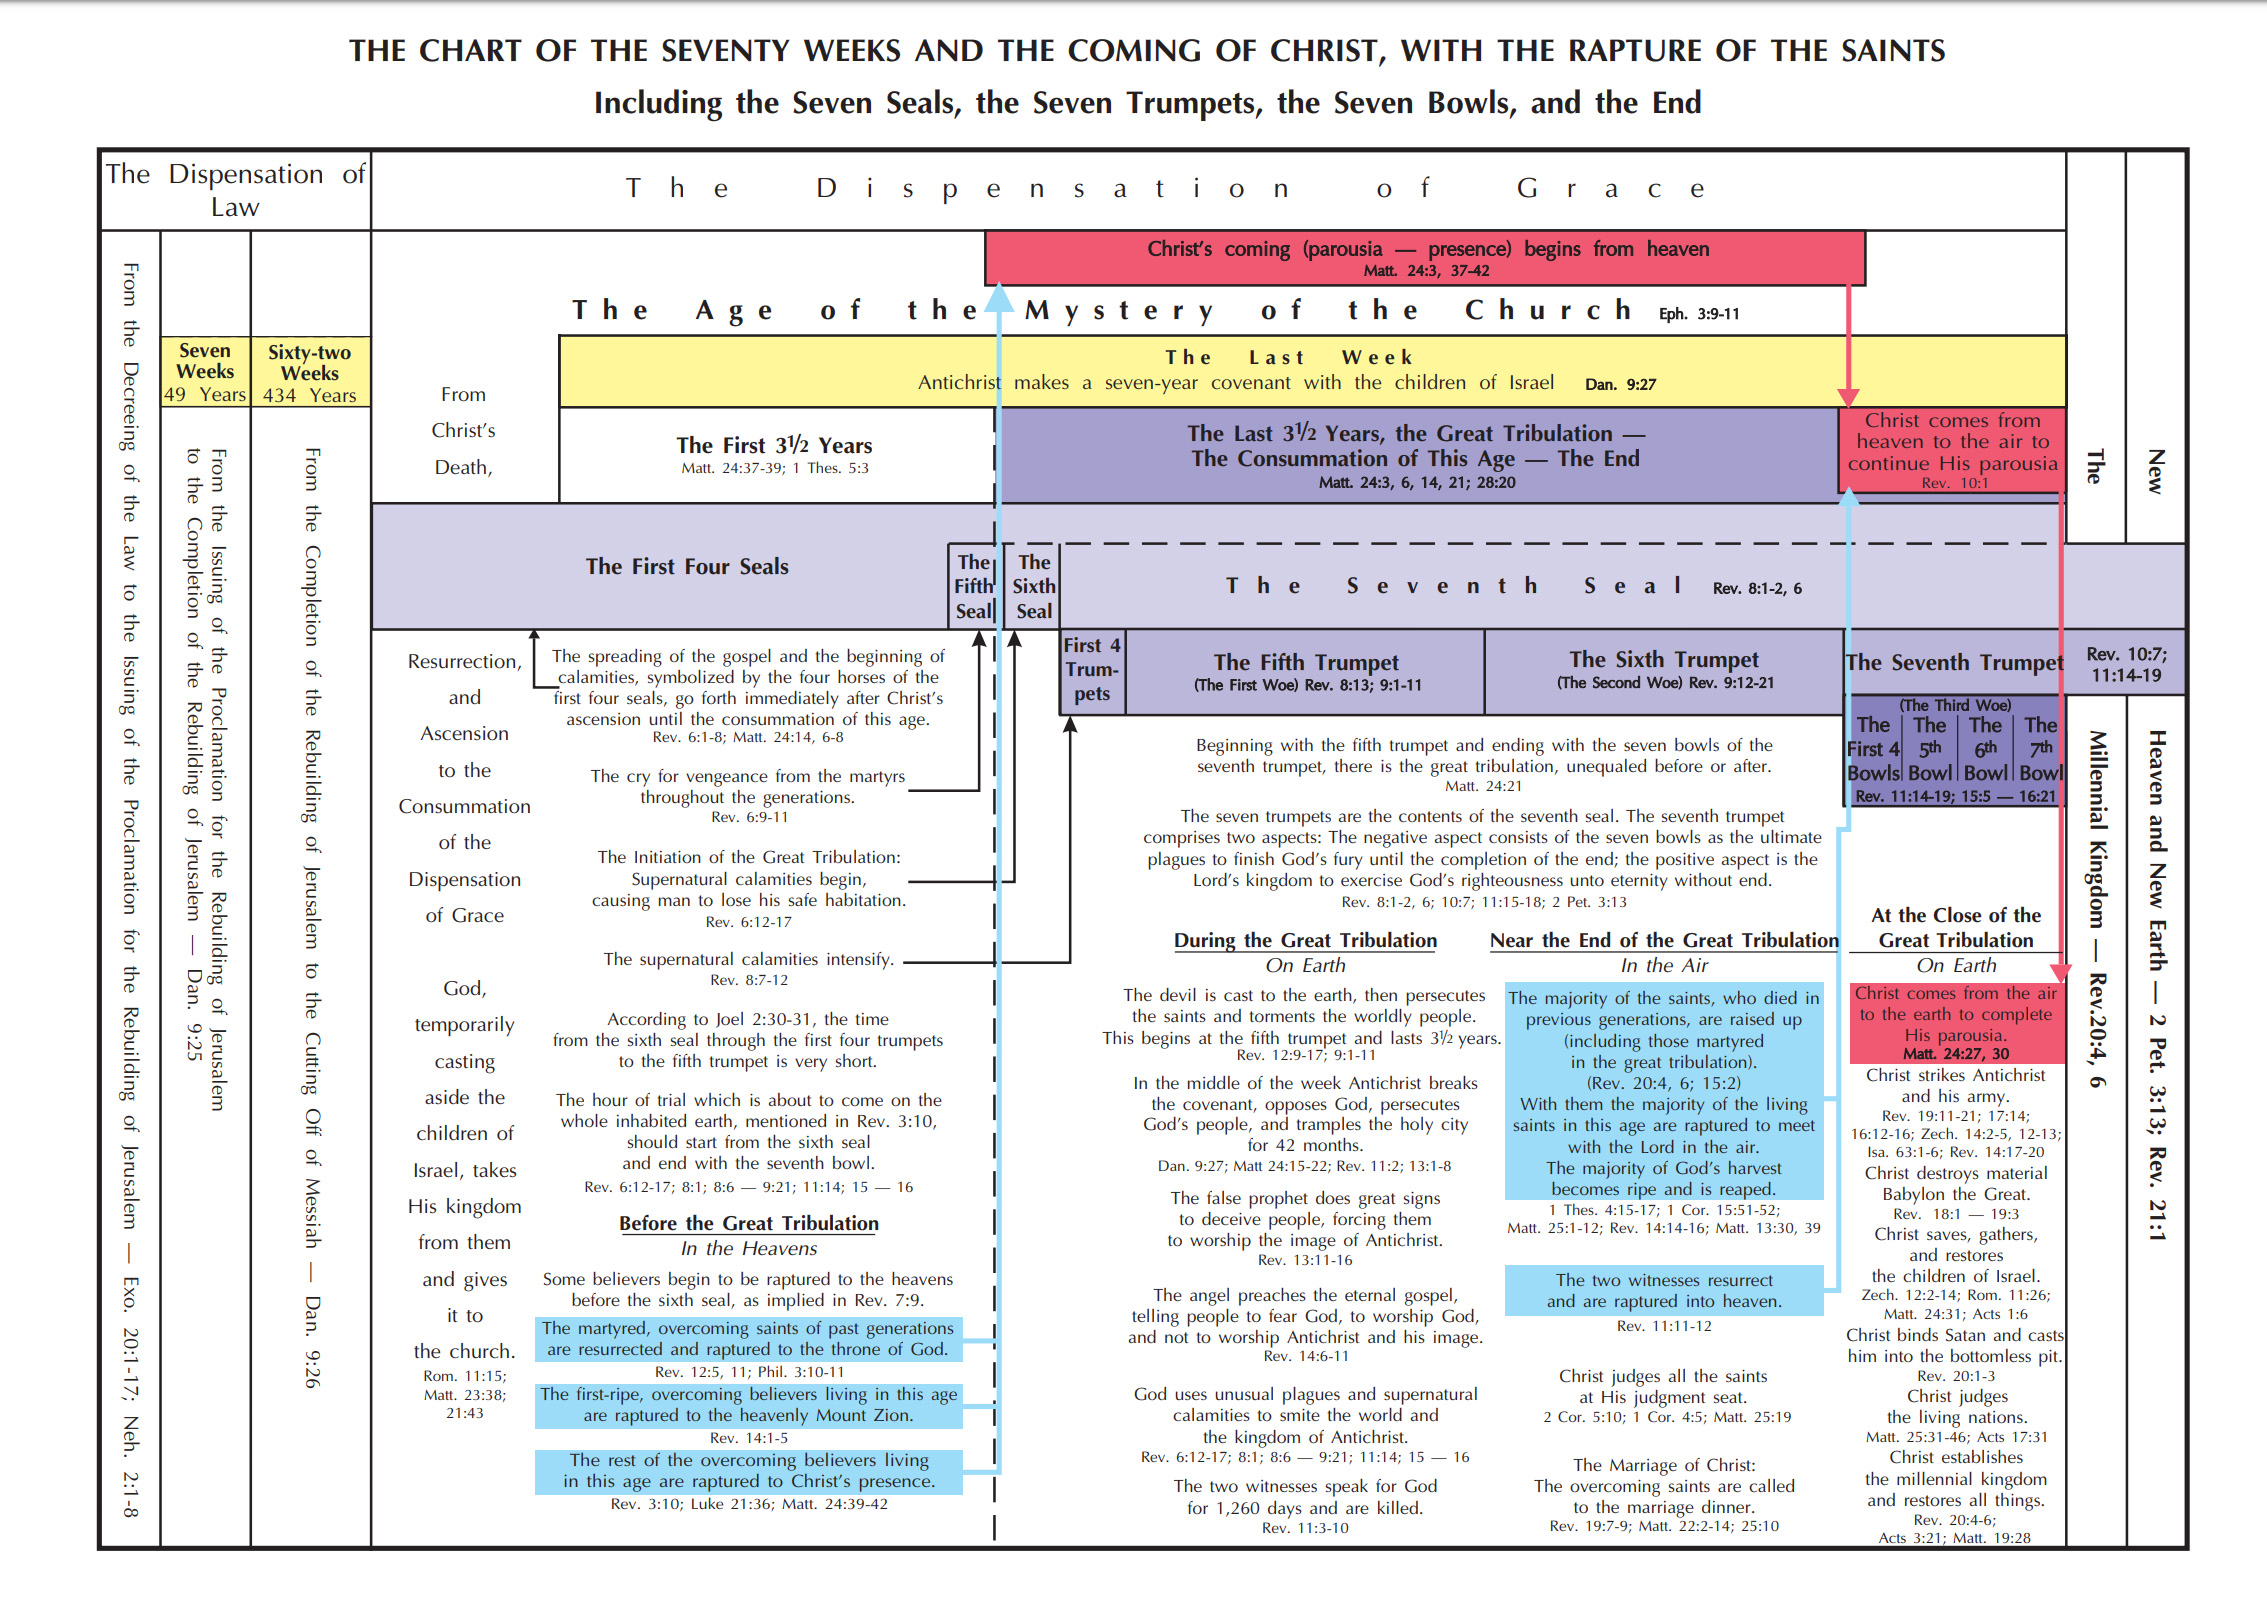 THE CHART OF THE SEVENTY WEEKS AND THE COMING OF CHRIST, WITH THE RAPTURE OF THE SAINTS
Including the Seven Seals, the Seven Trumpets, the Seven Bowls, and the End
The Dispensation of
Law
The Dispensation of Grace
From the Decreeing of the Law to the Issuing of the Proclamation for the Rebuilding of Jerusalem — Exo. 20:1-17; Neh. 2:1-8
Seven
Weeks
49 Years
From the Issuing of the Proclamation for the Rebuilding of Jerusalem
to the Completion of the Rebuilding of Jerusalem — Dan. 9:25
Sixty-two
Weeks
434 Years
From the Completion of the Rebuilding of Jerusalem to the Cutting Off of Messiah — Dan. 9:26
Christ's coming (parousia — presence) begins from heaven
Matt. 24:3, 37-42
The Age of the Mystery of the Church Eph. 3:9-11
The Last Week
Antichrist makes a seven-year covenant with the children of Israel Dan. 9:27
From
Christ's
Death,
The First 3½ Years
Matt. 24:37-39; 1 Thes. 5:3
The Last 3½ Years, the Great Tribulation —
The Consummation of This Age — The End
Matt. 24:3, 6, 14, 21; 28:20
Christ comes from
heaven to the air to
continue His parousia
Rev. 10:1
The First Four Seals
The
Fifth
Seal
The
Sixth
Seal
The Seventh Seal Rev. 8:1-2, 6
First 4
Trum-
pets
The Fifth Trumpet
(The First Woe) Rev. 8:13; 9:1-11
The Sixth Trumpet
(The Second Woe) Rev. 9:12-21
The Seventh Trumpet
Rev. 10:7;
11:14-19
(The Third Woe)
The
First 4
Bowls
The
5th
Bowl
The
6th
Bowl
The
7th
Bowl
Rev. 11:14-19; 15:5 — 16:21
Resurrection,
and
Ascension
to the
Consummation
of the
Dispensation
of Grace
God,
temporarily
casting
aside the
children of
Israel, takes
His kingdom
from them
and gives
it to
the church.
Rom. 11:15;
Matt. 23:38;
21:43
The spreading of the gospel and the beginning of
calamities, symbolized by the four horses of the
first four seals, go forth immediately after Christ's
ascension until the consummation of this age.
Rev. 6:1-8; Matt. 24:14, 6-8
The cry for vengeance from the martyrs
throughout the generations.
Rev. 6:9-11
The Initiation of the Great Tribulation:
Supernatural calamities begin,
causing man to lose his safe habitation.
Rev. 6:12-17
The supernatural calamities intensify.
Rev. 8:7-12
According to Joel 2:30-31, the time
from the sixth seal through the first four trumpets
to the fifth trumpet is very short.
The hour of trial which is about to come on the
whole inhabited earth, mentioned in Rev. 3:10,
should start from the sixth seal
and end with the seventh bowl.
Rev. 6:12-17; 8:1; 8:6 — 9:21; 11:14; 15 — 16
Before the Great Tribulation
In the Heavens
Some believers begin to be raptured to the heavens
before the sixth seal, as implied in Rev. 7:9.
The martyred, overcoming saints of past generations
are resurrected and raptured to the throne of God.
Rev. 12:5, 11; Phil. 3:10-11
The first-ripe, overcoming believers living in this age
are raptured to the heavenly Mount Zion.
Rev. 14:1-5
The rest of the overcoming believers living
in this age are raptured to Christ's presence.
Rev. 3:10; Luke 21:36; Matt. 24:39-42
Beginning with the fifth trumpet and ending with the seven bowls of the
seventh trumpet, there is the great tribulation, unequaled before or after.
Matt. 24:21
The seven trumpets are the contents of the seventh seal. The seventh trumpet
comprises two aspects: The negative aspect consists of the seven bowls as the ultimate
plagues to finish God's fury until the completion of the end; the positive aspect is the
Lord's kingdom to exercise God's righteousness unto eternity without end.
Rev. 8:1-2, 6; 10:7; 11:15-18; 2 Pet. 3:13
During the Great Tribulation
On Earth
The devil is cast to the earth, then persecutes
the saints and torments the worldly people.
This begins at the fifth trumpet and lasts 3½ years.
Rev. 12:9-17; 9:1-11
In the middle of the week Antichrist breaks
the covenant, opposes God, persecutes
God's people, and tramples the holy city
for 42 months.
Dan. 9:27; Matt 24:15-22; Rev. 11:2; 13:1-8
The false prophet does great signs
to deceive people, forcing them
to worship the image of Antichrist.
Rev. 13:11-16
The angel preaches the eternal gospel,
telling people to fear God, to worship God,
and not to worship Antichrist and his image.
Rev. 14:6-11
God uses unusual plagues and supernatural
calamities to smite the world and
the kingdom of Antichrist.
Rev. 6:12-17; 8:1; 8:6 — 9:21; 11:14; 15 — 16
The two witnesses speak for God
for 1,260 days and are killed.
Rev. 11:3-10
Near the End of the Great Tribulation
In the Air
The majority of the saints, who died in
previous generations, are raised up
(including those martyred
in the great tribulation).
(Rev. 20:4, 6; 15:2)
With them the majority of the living
saints in this age are raptured to meet
with the Lord in the air.
The majority of God's harvest
becomes ripe and is reaped.
1 Thes. 4:15-17; 1 Cor. 15:51-52;
Matt. 25:1-12; Rev. 14:14-16; Matt. 13:30, 39
The two witnesses resurrect
and are raptured into heaven.
Rev. 11:11-12
Christ judges all the saints
at His judgment seat.
2 Cor. 5:10; 1 Cor. 4:5; Matt. 25:19
The Marriage of Christ:
The overcoming saints are called
to the marriage dinner.
Rev. 19:7-9; Matt. 22:2-14; 25:10
At the Close of the
Great Tribulation
On Earth
Christ comes from the air
to the earth to complete
His parousia.
Matt. 24:27, 30
Christ strikes Antichrist
and his army.
Rev. 19:11-21; 17:14;
16:12-16; Zech. 14:2-5, 12-13;
Isa. 63:1-6; Rev. 14:17-20
Christ destroys material
Babylon the Great.
Rev. 18:1 — 19:3
Christ saves, gathers,
and restores
the children of Israel.
Zech. 12:2-14; Rom. 11:26;
Matt. 24:31; Acts 1:6
Christ binds Satan and casts
him into the bottomless pit.
Rev. 20:1-3
Christ judges
the living nations.
Matt. 25:31-46; Acts 17:31
Christ establishes
the millennial kingdom
and restores all things.
Rev. 20:4-6;
Acts 3:21; Matt. 19:28
The Millennial Kingdom — Rev.20:4, 6
New Heaven and New Earth — 2 Pet. 3:13; Rev. 21:1